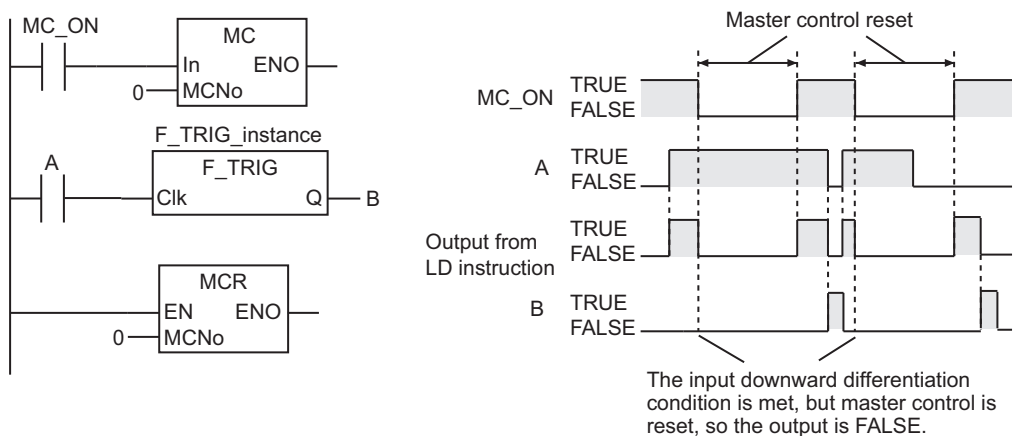 MC_ON
MC
In ENO
0 MCNo
F_TRIG_instance
A
F_TRIG
Clk Q B
MCR
EN ENO
0 MCNo
Master control reset
MC_ON TRUE
FALSE
A TRUE
FALSE
Output from
LD instruction
TRUE
FALSE
B TRUE
FALSE
The input downward differentiation
condition is met, but master control is
reset, so the output is FALSE.